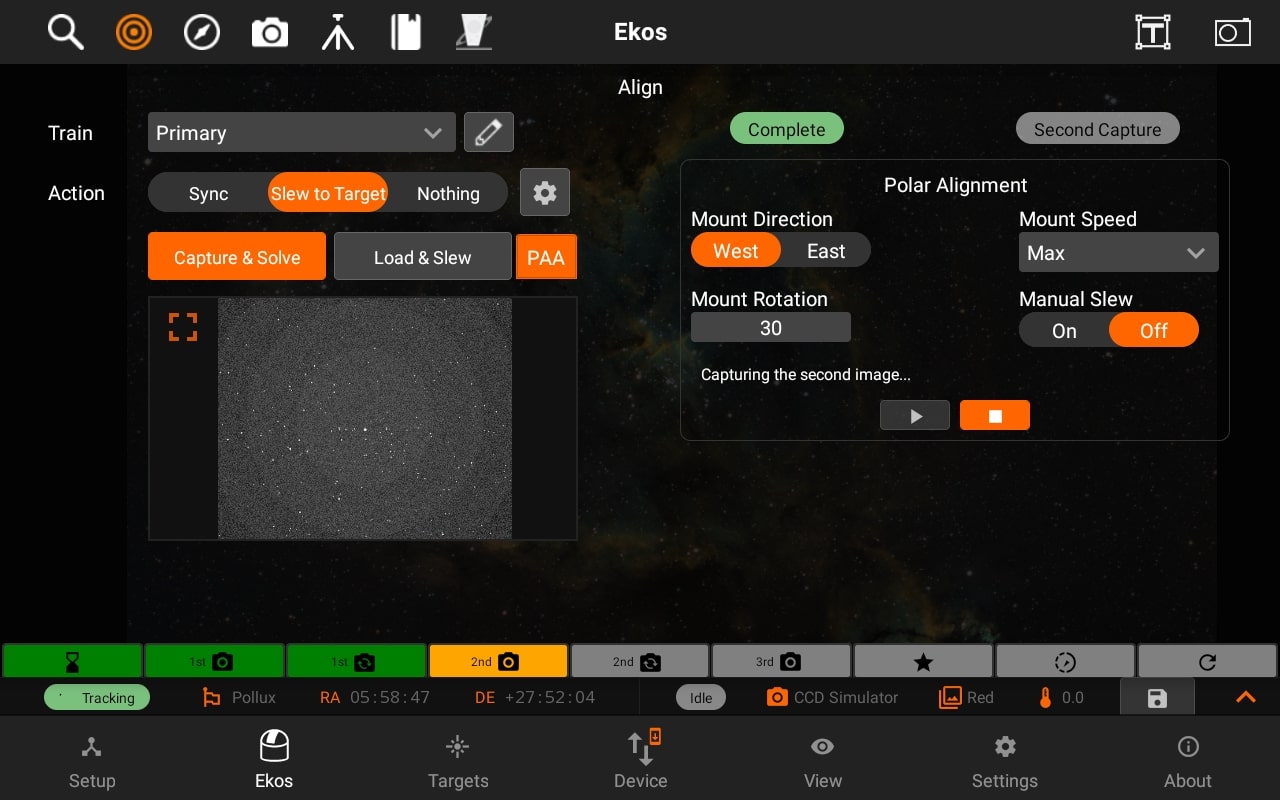 Ekos
Align
Train
Primary
Complete
Second Capture
Action
Sync
Slew to Target
Nothing
Capture & Solve
Load & Slew
PAA
Polar Alignment
Mount Direction
Mount Speed
West
East
Max
Mount Rotation
Manual Slew
30
On
Off
Capturing the second image...
1st
1st
2nd
2nd
3rd
Tracking
Pollux
RA 05:58:47
DE +27:52:04
Idle
CCD Simulator
Red
0.0
Setup
Ekos
Targets
Device
View
Settings
About